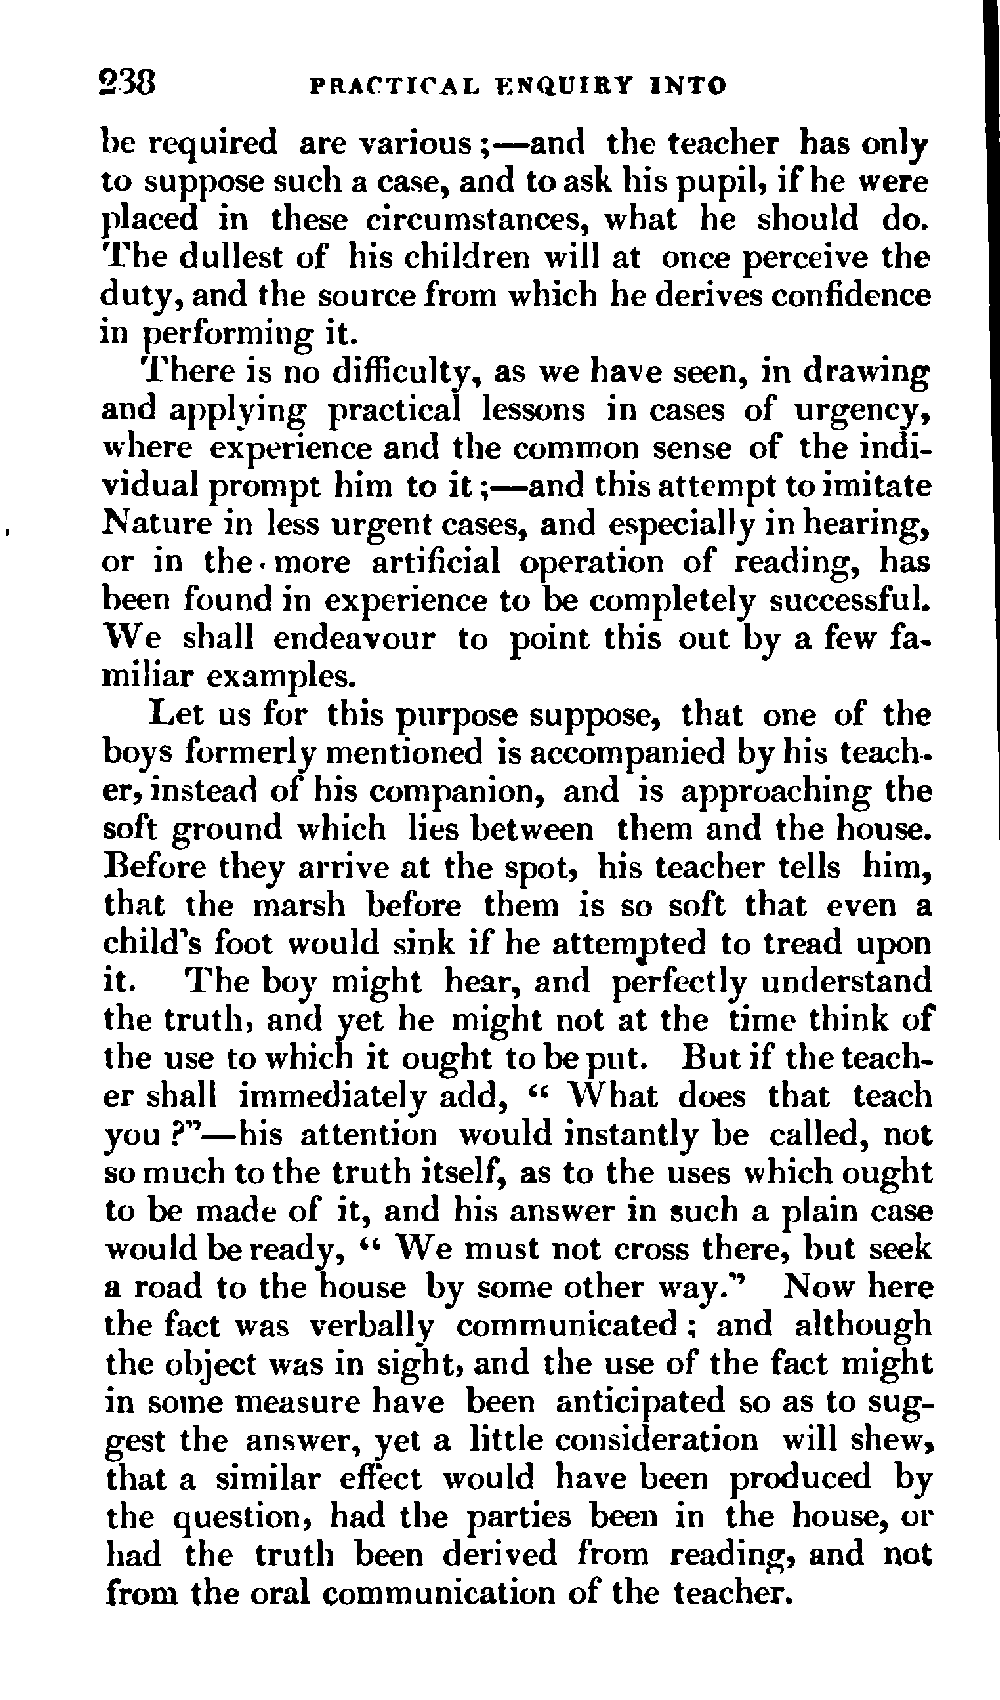 238 PRACTICAL ENQUIRY INTO
be required are various;—and the teacher has only
to suppose such a case, and to ask his pupil, if he were
placed in these circumstances, what he should do.
The dullest of his children will at once perceive the
duty, and the source from which he derives confidence
in performing it.
There is no difficulty, as we have seen, in drawing
and applying practical lessons in cases of urgency,
where experience and the common sense of the indi-
vidual prompt him to it;—and this attempt to imitate
Nature in less urgent cases, and especially in hearing,
or in the more artificial operation of reading, has
been found in experience to be completely successful.
We shall endeavour to point this out by a few fa-
miliar examples.
Let us for this purpose suppose, that one of the
boys formerly mentioned is accompanied by his teach-
er, instead of his companion, and is approaching the
soft ground which lies between them and the house.
Before they arrive at the spot, his teacher tells him,
that the marsh before them is so soft that even a
child's foot would sink if he attempted to tread upon
it. The boy might hear, and perfectly understand
the truth, and yet he might not at the time think of
the use to which it ought to be put. But if the teach-
er shall immediately add, “ What does that teach
you ?”—his attention would instantly be called, not
so much to the truth itself, as to the uses which ought
to be made of it, and his answer in such a plain case
would be ready, “ We must not cross there, but seek
a road to the house by some other way.” Now here
the fact was verbally communicated ; and although
the object was in sight, and the use of the fact might
in some measure have been anticipated so as to sug-
gest the answer, yet a little consideration will shew,
that a similar effect would have been produced by
the question, had the parties been in the house, or
had the truth been derived from reading, and not
from the oral communication of the teacher.